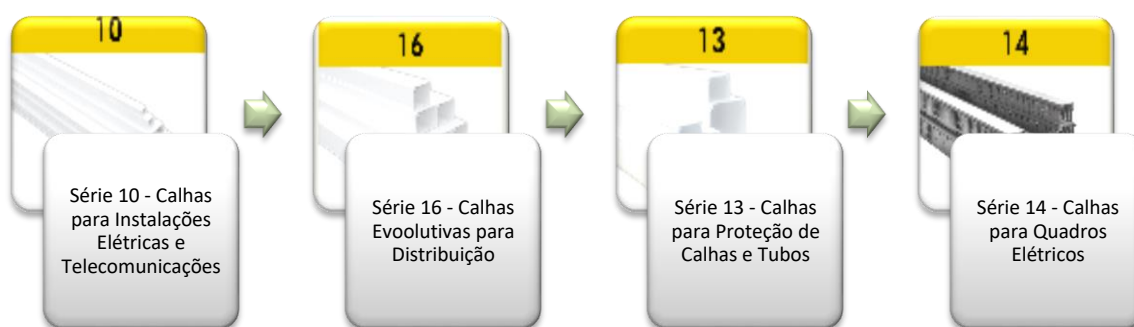 10
16
13
14
Série 10 - Calhas
para Instalações
Elétricas e
Telecomunicações
Série 16 - Calhas
Evoolutivas para
Distribuição
Série 13 - Calhas
para Proteção de
Calhas e Tubos
Série 14 - Calhas
para Quadros
Elétricos